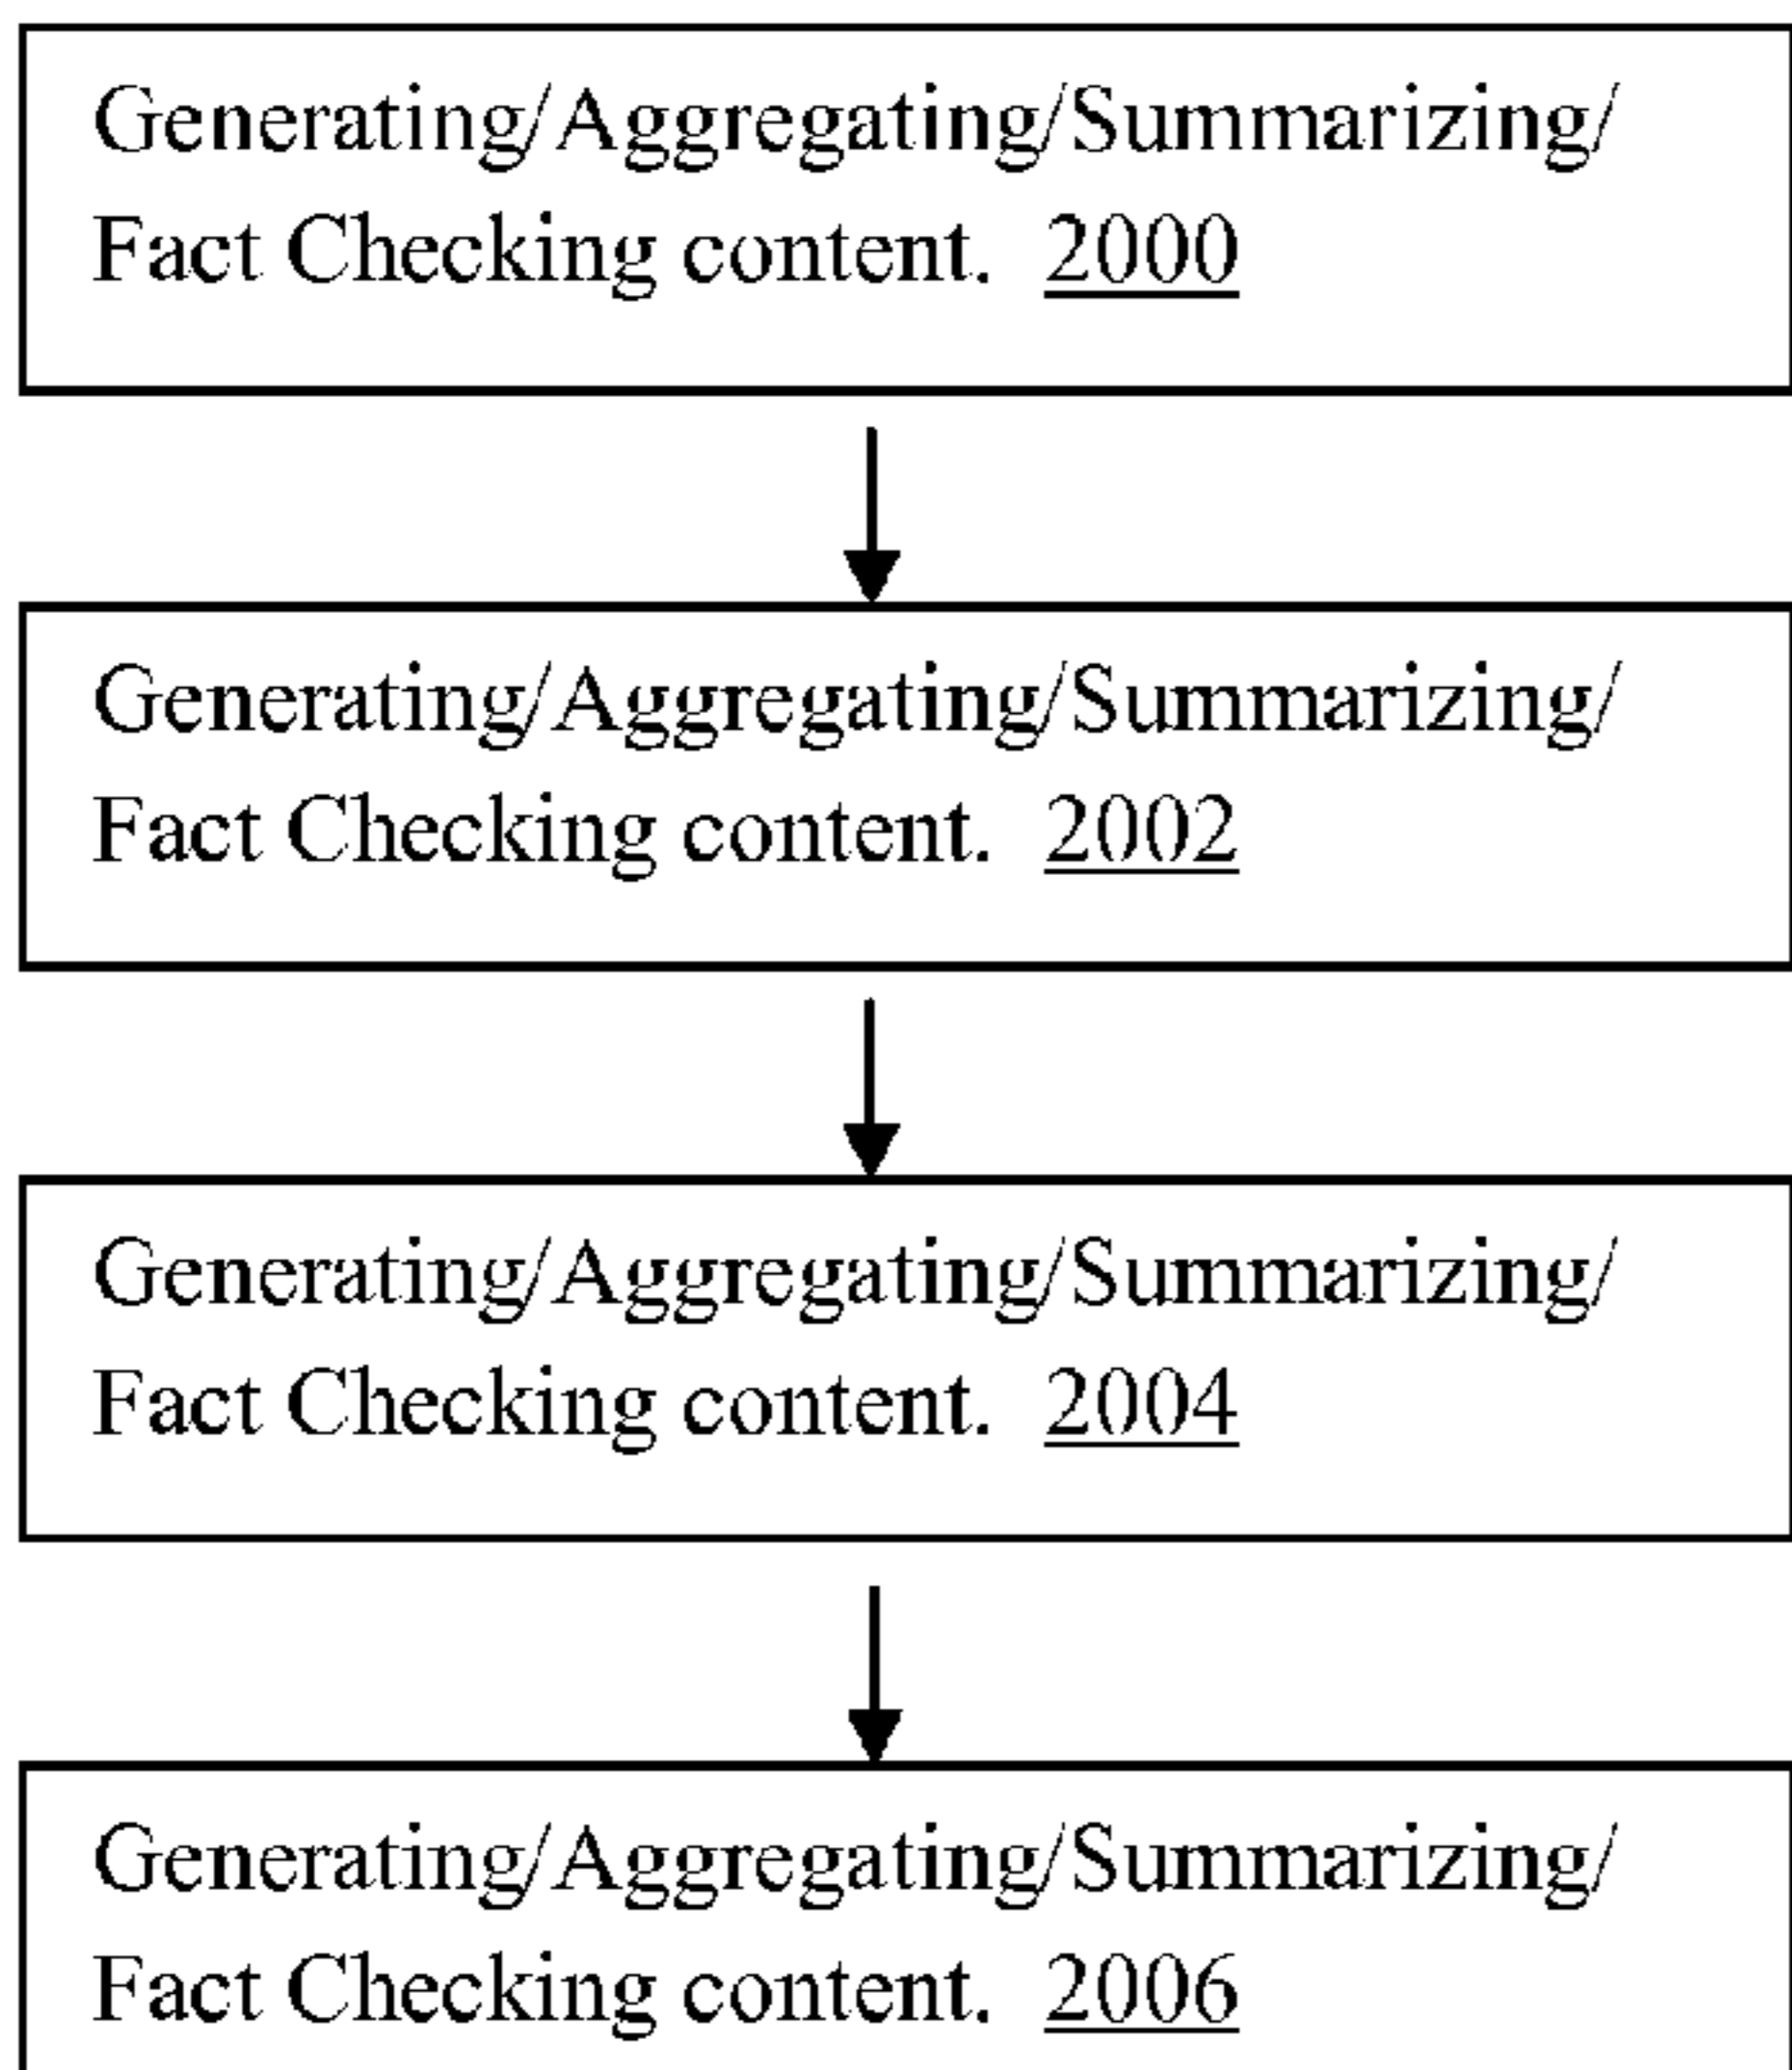 Generating/Aggregating/Summarizing/
Fact Checking content. 2000
Generating/Aggregating/Summarizing/
Fact Checking content. 2002
Generating/Aggregating/Summarizing/
Fact Checking content. 2004
Generating/Aggregating/Summarizing/
Fact Checking content. 2006